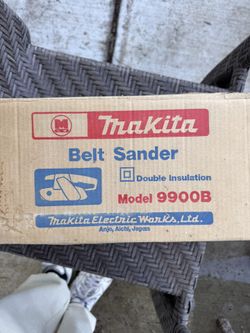 M
makita
Belt Sander
Double Insulation
Model 9900B
Makita Electric Works, Ltd.
Anjo, Aichi, Japan